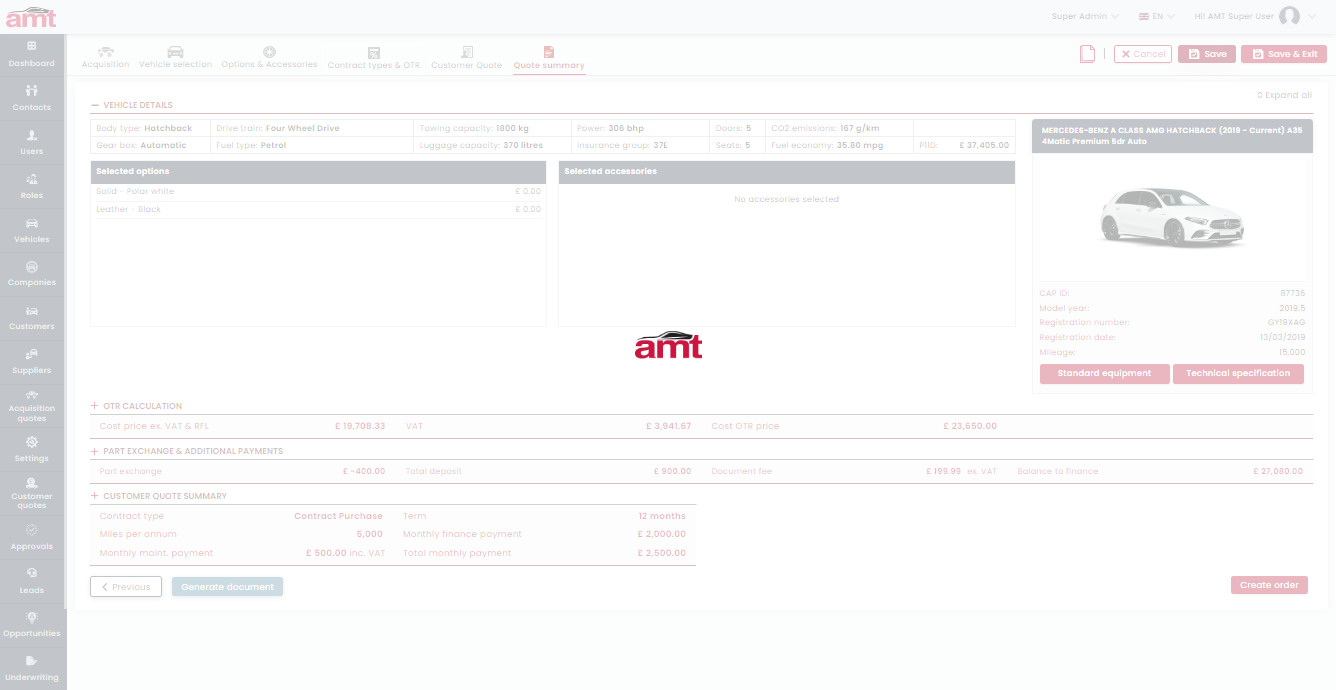 amt
Super Admin
EN
Hi! AMT Super User
Dashboard
Contacts
Users
Roles
Vehicles
Companies
Customers
Suppliers
Acquisition
quotes
Settings
Customer
quotes
Approvals
Leads
Opportunities
Underwriting
Acquisition
Vehicle selection
Options & Accessories
Contract types & OTR
Customer Quote
Quote summary
Cancel
Save
Save & Exit
Expand all
VEHICLE DETAILS
Body type: Hatchback Drive train: Four Wheel Drive Towing capacity: 1800 kg Power: 306 bhp Doors: 5 CO2 emissions: 167 g/km
Gear box: Automatic Fuel type: Petrol Luggage capacity: 370 litres Insurance group: 37E Seats: 5 Fuel economy: 35.80 mpg P11D: £ 37,405.00
Selected options
Solid - Polar white £ 0.00
Leather - Black £ 0.00
Selected accessories
No accessories selected
MERCEDES-BENZ A CLASS AMG HATCHBACK (2019 - Current) A35
4Matic Premium 5dr Auto
CAP ID: 87736
Model year: 2019.5
Registration number: GY19XAG
Registration date: 13/03/2019
Mileage: 15,000
Standard equipment Technical specification
amt
OTR CALCULATION
Cost price ex. VAT & RFL £ 19,708.33 VAT £ 3,941.67 Cost OTR price £ 23,650.00
PART EXCHANGE & ADDITIONAL PAYMENTS
Part exchange £ -400.00 Total deposit £ 900.00 Document fee £ 199.99 ex. VAT Balance to finance £ 27,080.00
CUSTOMER QUOTE SUMMARY
Contract type Contract Purchase Term 12 months
Miles per annum 5,000 Monthly finance payment £ 2,000.00
Monthly maint. payment £ 500.00 inc. VAT Total monthly payment £ 2,500.00
Previous
Generate document
Create order